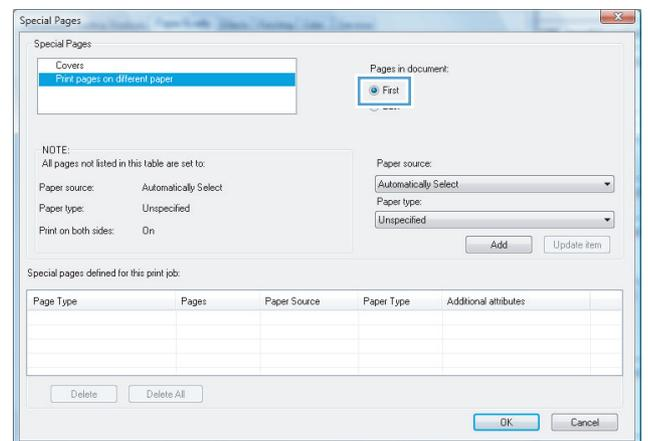 Special Pages
Special Pages
Covers
Print pages on different paper
Pages in document:
First
NOTE:
All pages not listed in this table are set to:
Paper source: Automatically Select
Paper type: Unspecified
Print on both sides: On
Paper source:
Automatically Select
Paper type:
Unspecified
Add Update item
Special pages defined for this print job:
Page Type Pages Paper Source Paper Type Additional attributes
Delete Delete All
OK Cancel